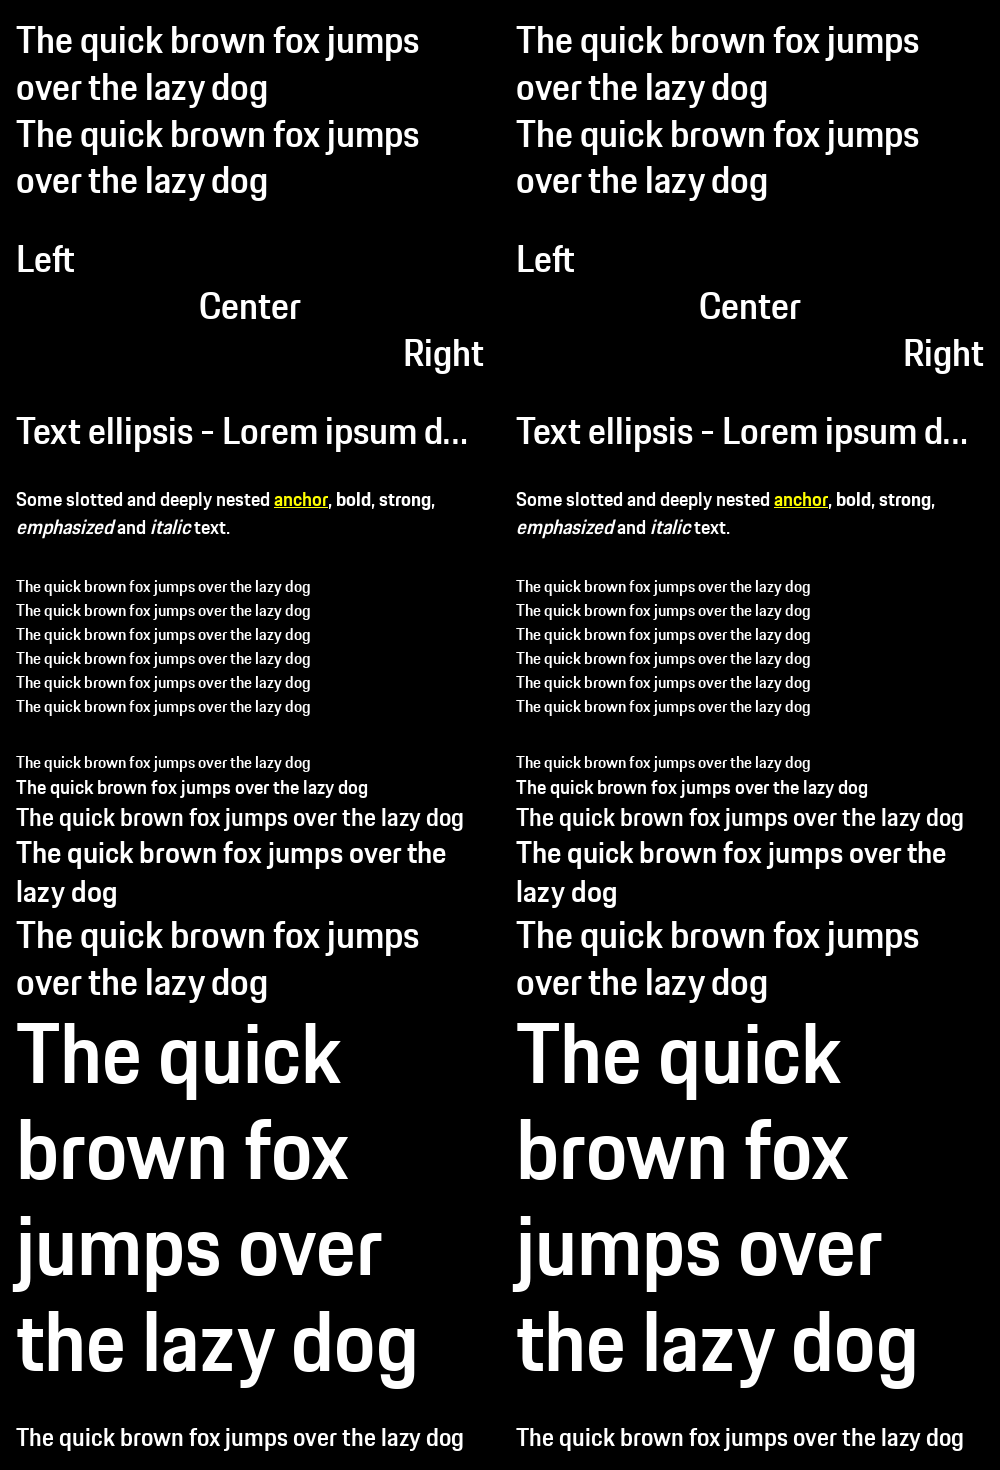 The quick brown fox jumps
over the lazy dog
The quick brown fox jumps
over the lazy dog
Left
Center
Right
Text ellipsis - Lorem ipsum d...
Some slotted and deeply nested anchor, bold, strong,
emphasized and italic text.
The quick brown fox jumps over the lazy dog
The quick brown fox jumps over the lazy dog
The quick brown fox jumps over the lazy dog
The quick brown fox jumps over the lazy dog
The quick brown fox jumps over the lazy dog
The quick brown fox jumps over the lazy dog
The quick brown fox jumps over the lazy dog
The quick brown fox jumps over the lazy dog
The quick brown fox jumps over the lazy dog
The quick brown fox jumps over the
lazy dog
The quick brown fox jumps
over the lazy dog
The quick
brown fox
jumps over
the lazy dog
The quick brown fox jumps over the lazy dog
The quick brown fox jumps
over the lazy dog
The quick brown fox jumps
over the lazy dog
Left
Center
Right
Text ellipsis - Lorem ipsum d...
Some slotted and deeply nested anchor, bold, strong,
emphasized and italic text.
The quick brown fox jumps over the lazy dog
The quick brown fox jumps over the lazy dog
The quick brown fox jumps over the lazy dog
The quick brown fox jumps over the lazy dog
The quick brown fox jumps over the lazy dog
The quick brown fox jumps over the lazy dog
The quick brown fox jumps over the lazy dog
The quick brown fox jumps over the lazy dog
The quick brown fox jumps over the lazy dog
The quick brown fox jumps over the
lazy dog
The quick brown fox jumps
over the lazy dog
The quick
brown fox
jumps over
the lazy dog
The quick brown fox jumps over the lazy dog